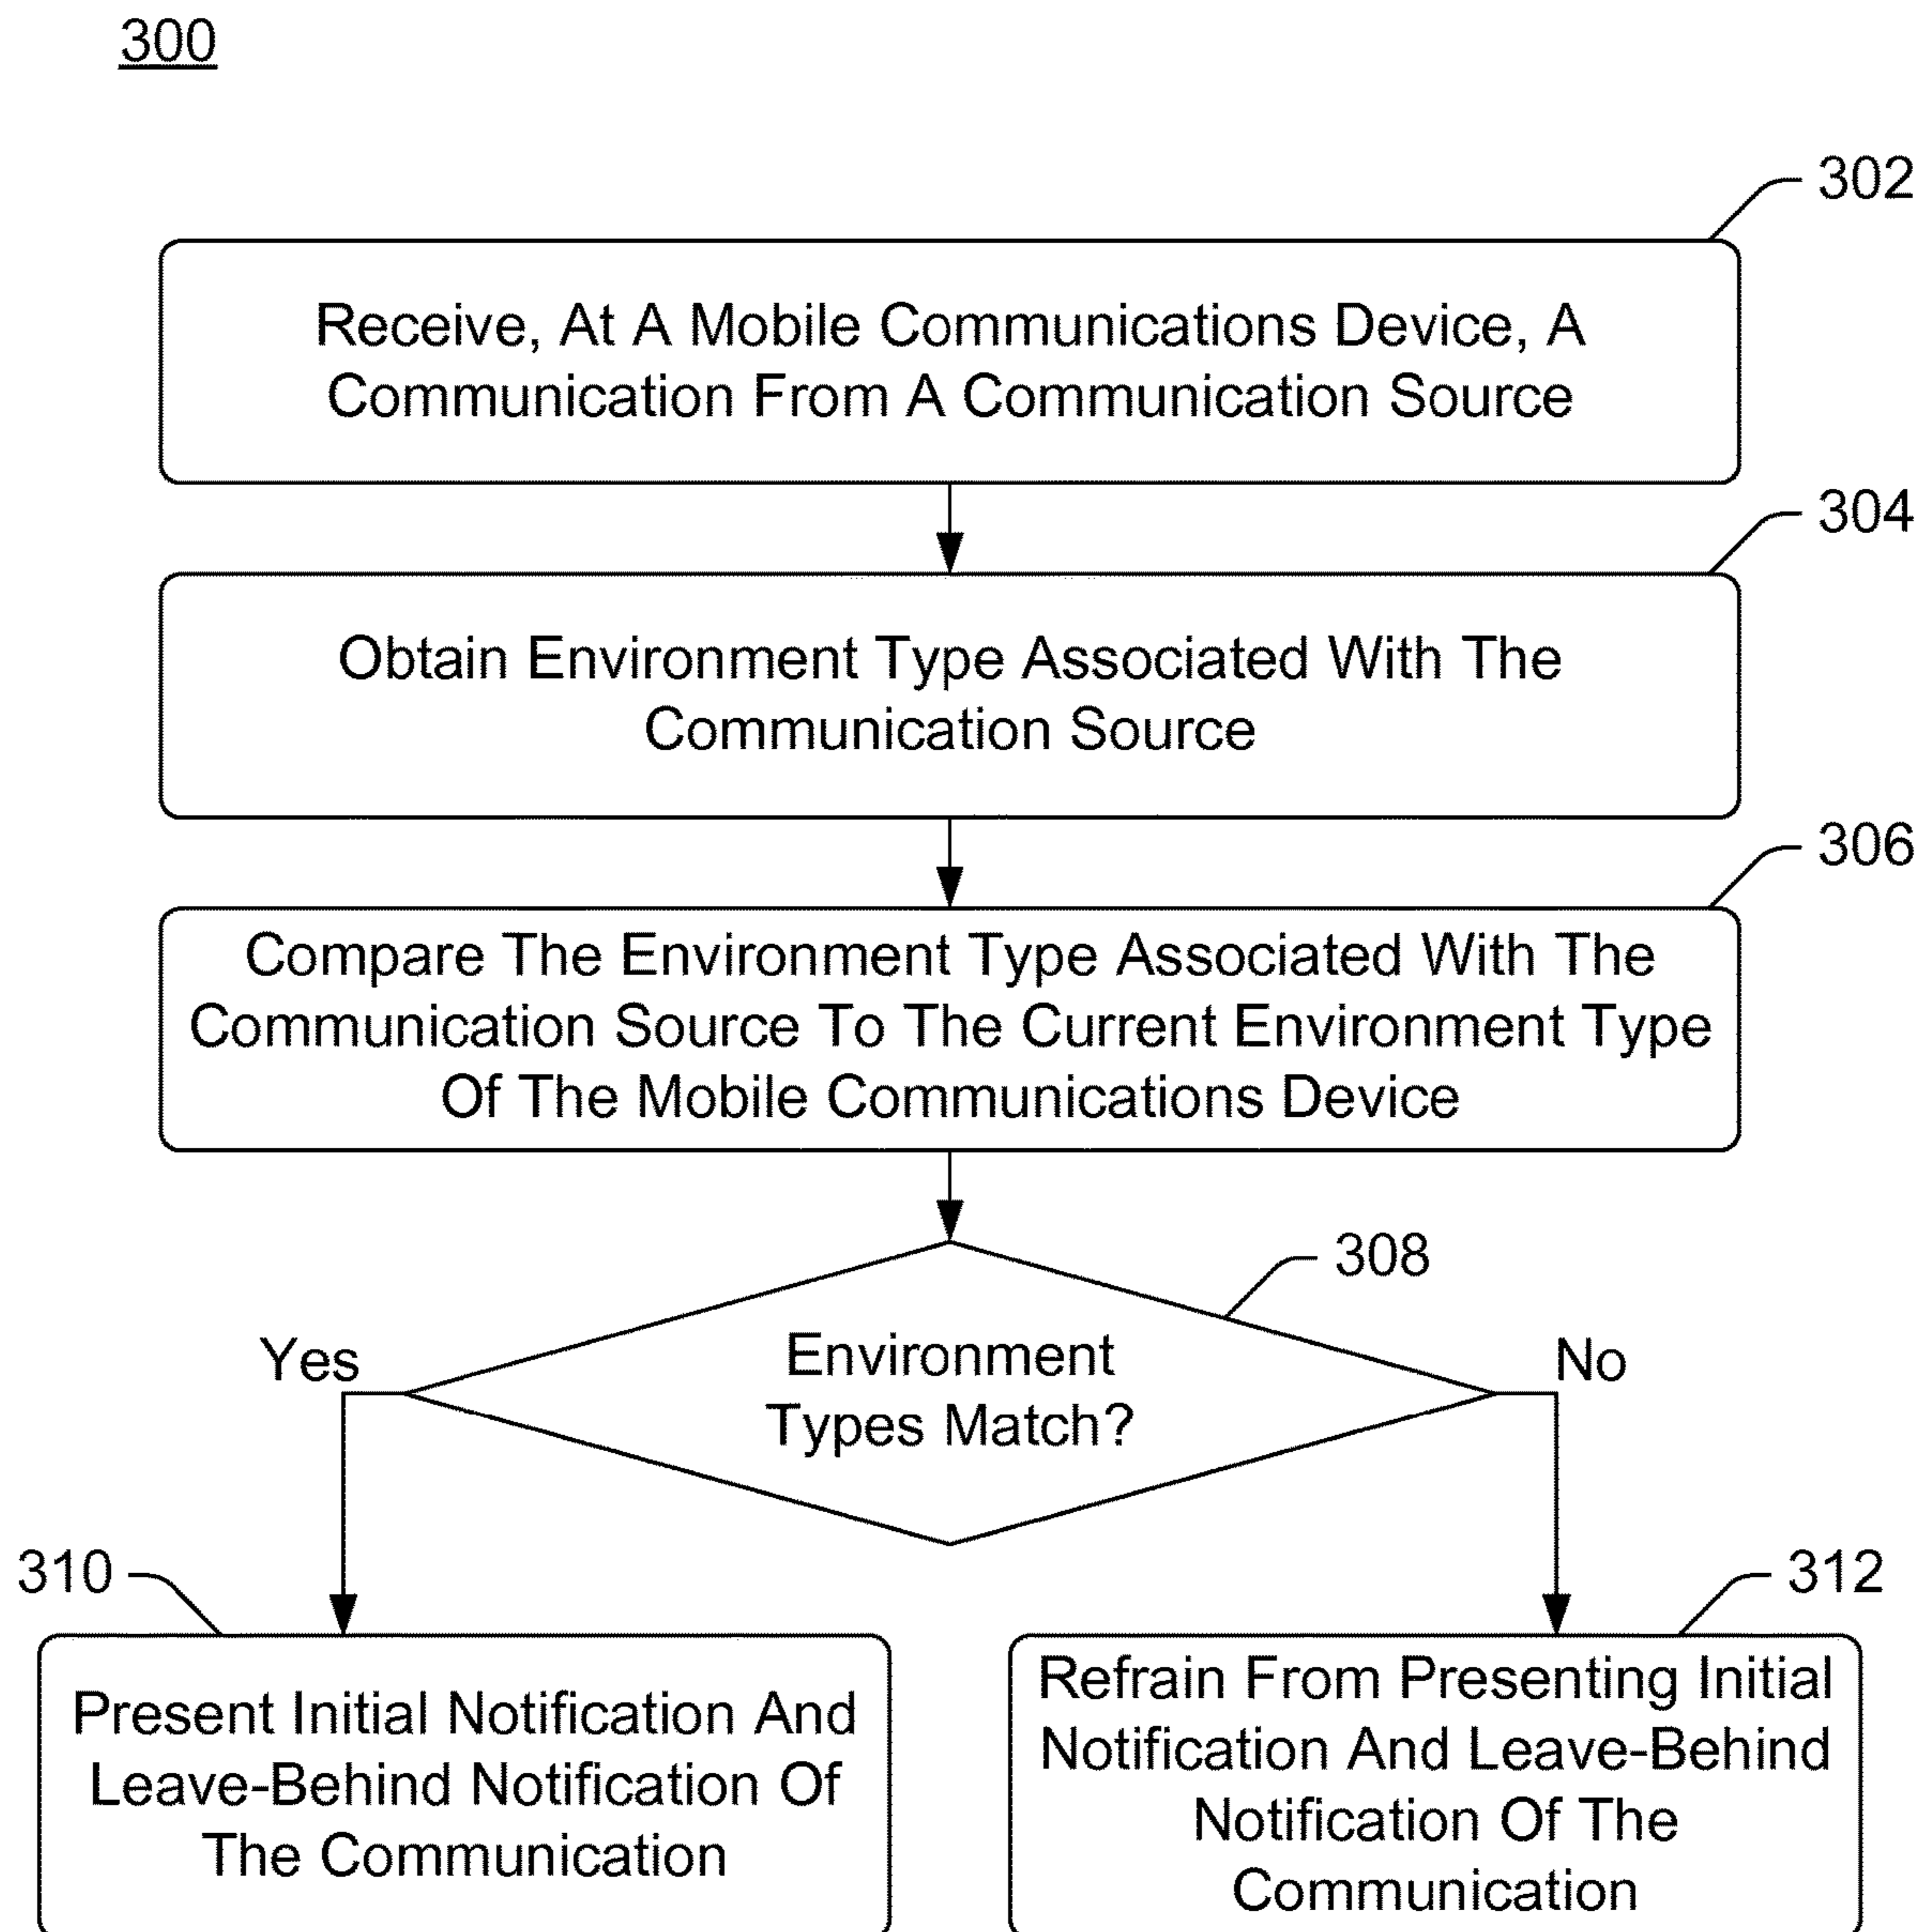 300
302
Receive, At A Mobile Communications Device, A
Communication From A Communication Source
304
Obtain Environment Type Associated With The
Communication Source
306
Compare The Environment Type Associated With The
Communication Source To The Current Environment Type
Of The Mobile Communications Device
308
Environment
Types Match?
Yes
No
310
Present Initial Notification And
Leave-Behind Notification Of
The Communication
312
Refrain From Presenting Initial
Notification And Leave-Behind
Notification Of The
Communication